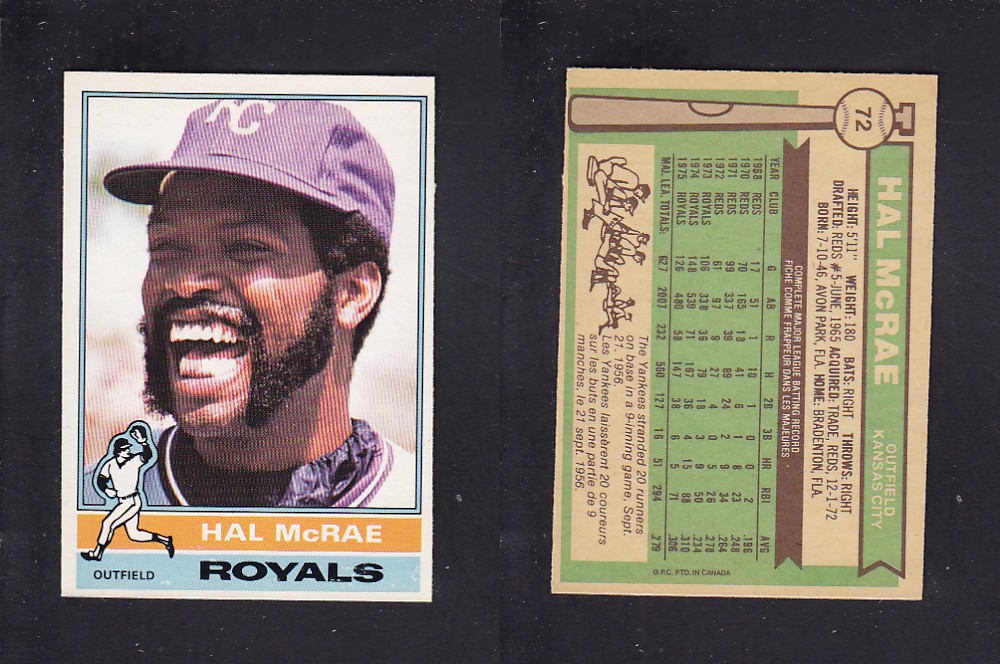 KC
HAL McRAE
OUTFIELD
ROYALS
72
HAL McRAE
OUTFIELD
KANSAS CITY
HEIGHT: 5'11" WEIGHT: 180 BATS: RIGHT THROWS: RIGHT
DRAFTED: REDS #5-JUNE, 1965 ACQUIRED: TRADE, REDS, 12-1-72
BORN: 7-10-46, AVON PARK, FLA. HOME: BRADENTON, FLA.
COMPLETE MAJOR LEAGUE BATTING RECORD
FICHE COMME FRAPPEUR DANS LES MAJEURES
YEAR CLUB G AB R H 2B 3B HR RBI AVG
1968 REDS 17 51 1 10 1 0 0 2 .196
1970 REDS 70 165 18 41 6 1 8 23 .248
1971 REDS 99 337 39 89 24 2 9 34 .264
1972 REDS 61 97 9 27 4 0 5 26 .278
1973 ROYALS 106 338 36 79 18 3 9 50 .234
1974 ROYALS 148 539 71 167 36 4 15 88 .310
1975 ROYALS 126 480 58 147 38 6 5 71 .306
MAJ. LEA. TOTALS: 627 2007 232 560 127 16 51 294 .279
The Yankees stranded 20 runners
on base in a 9-inning game, Sept.
21, 1956.
Les Yankees laissèrent 20 coureurs
sur les buts en une partie de 9
manches, le 21 sept. 1956.
© P.C. PTD. IN CANADA